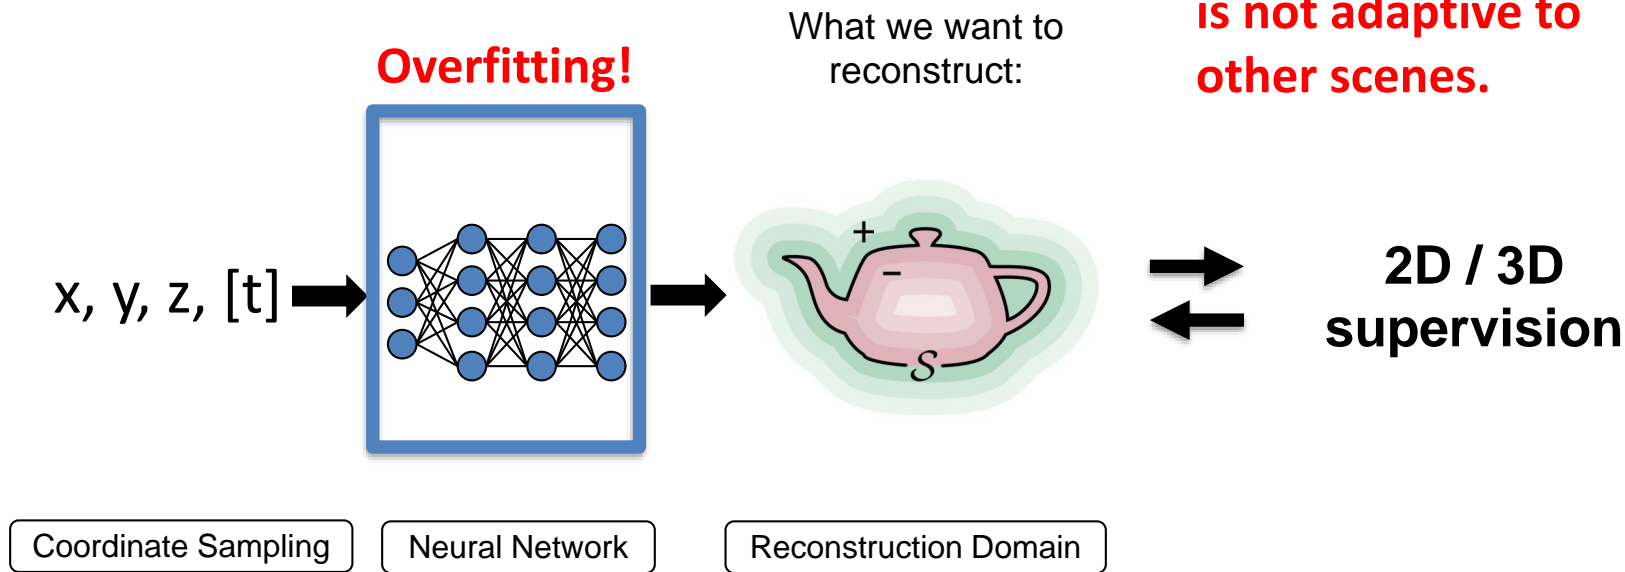 is not adaptive to
other scenes.
What we want to
reconstruct:
Overfitting!
x, y, z, [t]
+
-
S
2D / 3D
supervision
Coordinate Sampling
Neural Network
Reconstruction Domain